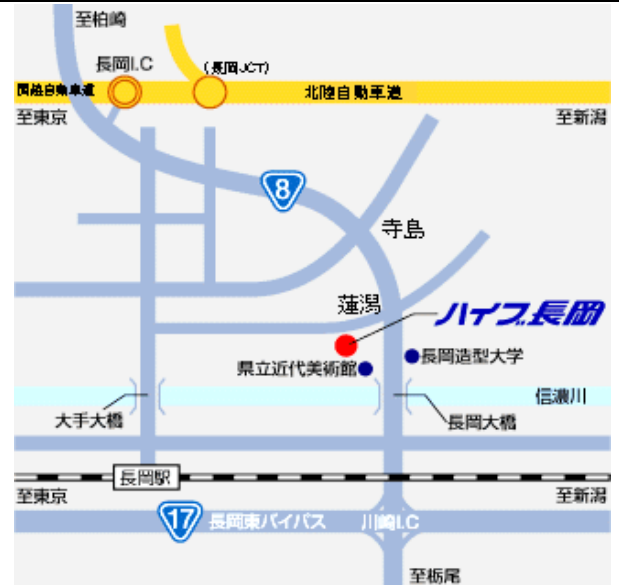 至柏崎
長岡I.C
(長岡JCT)
関越自動車道
北陸自動車道
至東京
至新潟
8
寺島
蓮潟
ハイブ長岡
県立近代美術館
長岡造型大学
信濃川
大手大橋
長岡大橋
長岡駅
至東京
至新潟
17
長岡東バイパス
川崎I.C
至栃尾